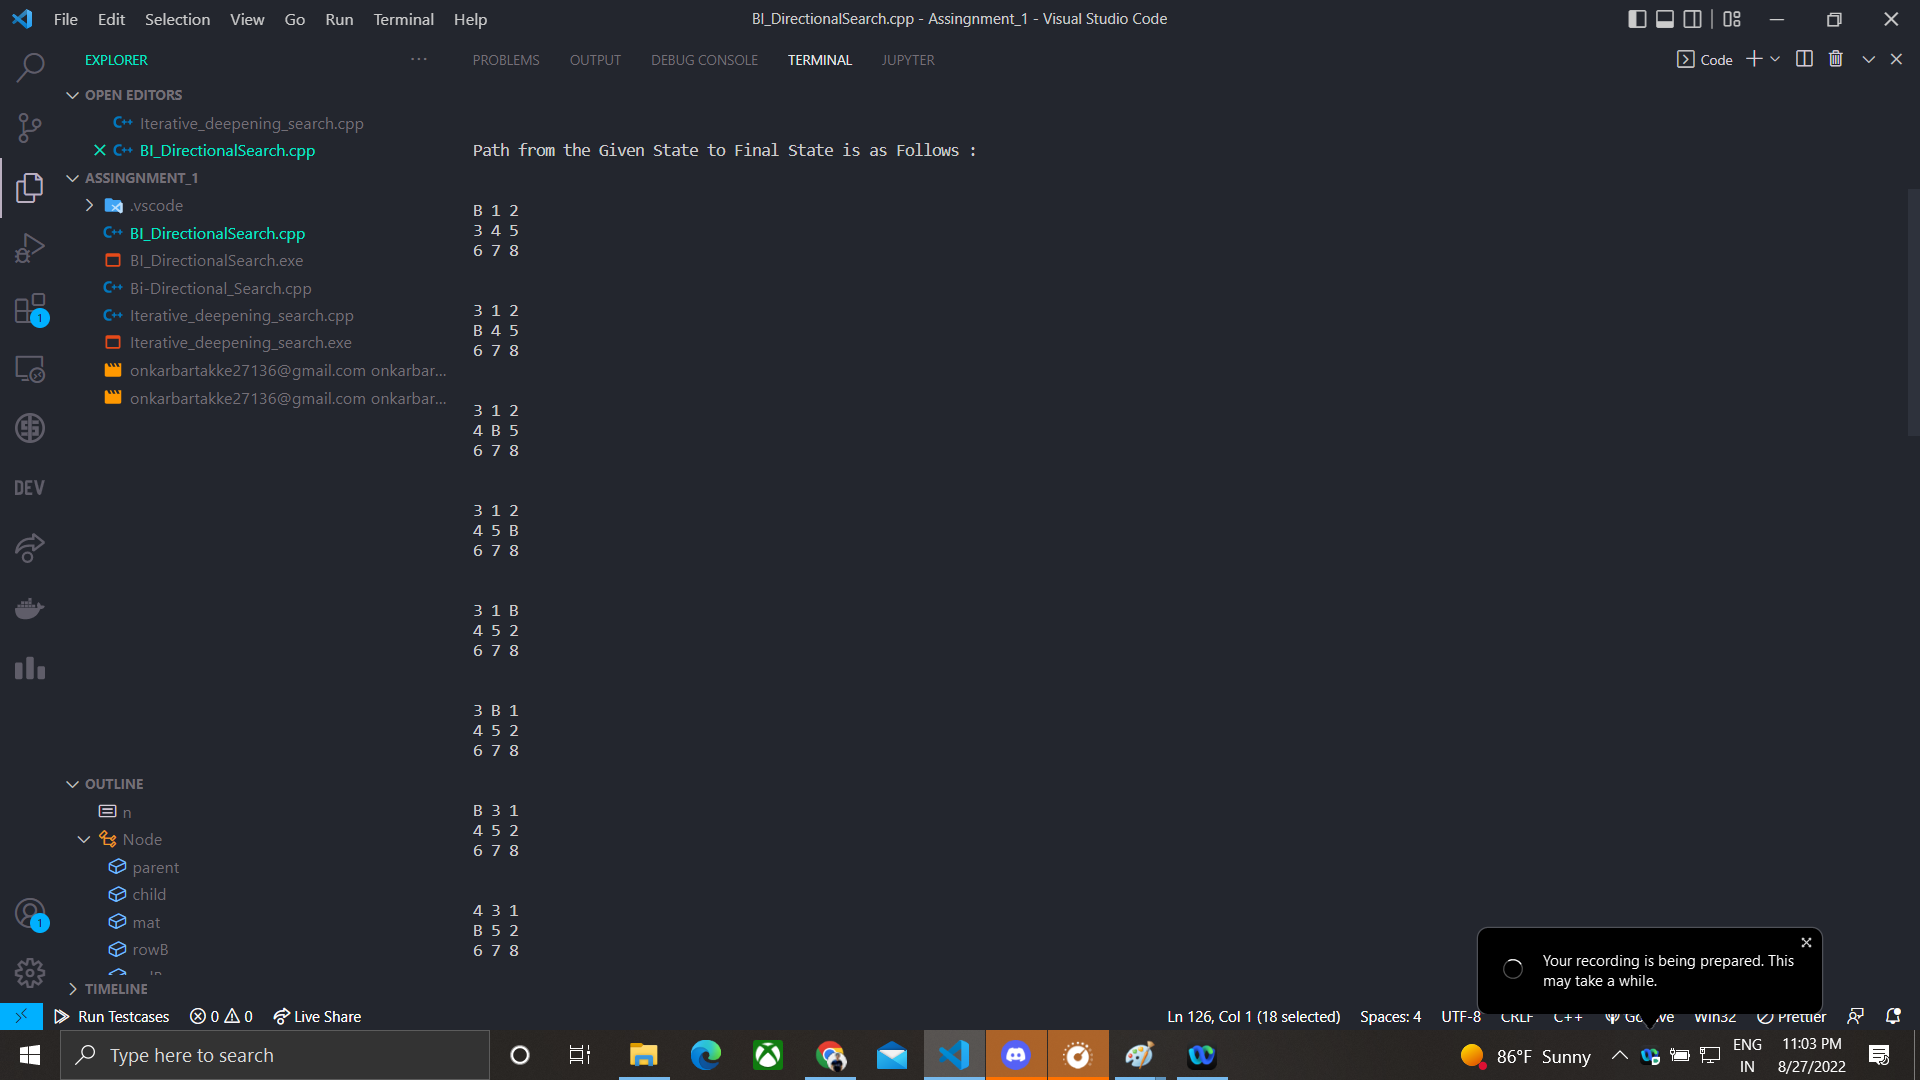 File Edit Selection View Go Run Terminal Help
BI_DirectionalSearch.cpp - Assingnment_1 - Visual Studio Code
EXPLORER
PROBLEMS OUTPUT DEBUG CONSOLE TERMINAL JUPYTER
Code
OPEN EDITORS
Iterative_deepening_search.cpp
BI_DirectionalSearch.cpp
ASSINGNMENT_1
.vscode
BI_DirectionalSearch.cpp
BI_DirectionalSearch.exe
Bi-Directional_Search.cpp
Iterative_deepening_search.cpp
Iterative_deepening_search.exe
onkarbartakke27136@gmail.com onkarbar...
onkarbartakke27136@gmail.com onkarbar...
1
DEV
OUTLINE
n
Node
parent
child
mat
rowB
TIMELINE
1
Path from the Given State to Final State is as Follows :
B 1 2
3 4 5
6 7 8
3 1 2
B 4 5
6 7 8
3 1 2
4 B 5
6 7 8
3 1 2
4 5 B
6 7 8
3 1 B
4 5 2
6 7 8
3 B 1
4 5 2
6 7 8
B 3 1
4 5 2
6 7 8
4 3 1
B 5 2
6 7 8
Your recording is being prepared. This
may take a while.
Run Testcases 0 0 Live Share
Ln 126, Col 1 (18 selected) Spaces: 4 UTF-8 CRLF C++ Win32 Prettier
Type here to search
86°F Sunny
ENG
IN
11:03 PM
8/27/2022